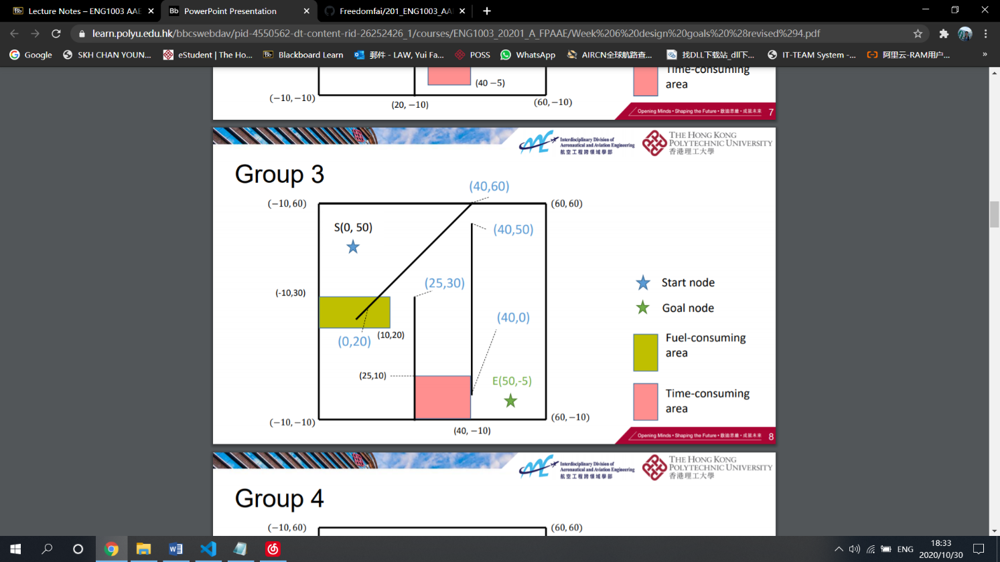 Lecture Notes – ENG1003 AAE
PowerPoint Presentation
Freedomfai/201_ENG1003_AA
learn.polyu.edu.hk/bbcswebdav/pid-4550562-dt-content-rid-26252426_1/courses/ENG1003_20201_A_FPAAE/Week%206%20design%20goals%20%28revised%294.pdf
Google
SKH CHAN YOUN...
eStudent | The Ho...
Blackboard Learn
郵件 - LAW, Yui Fa...
POSS
WhatsApp
AIRCN全球航路查...
找DLL下载站_dll下...
IT-TEAM System -...
阿里云-RAM用户...
»
Time-consuming
area
(40 −5)
(−10, −10)
(20, −10)
(60, −10)
Opening Minds • Shaping the Future • 啟迪思維 • 成就未來 7
Interdisciplinary Division of
Aeronautical and Aviation Engineering
航空工程跨領域學部
THE HONG KONG
POLYTECHNIC UNIVERSITY
香港理工大學
Group 3
(40,60)
(−10, 60)
(60, 60)
S(0, 50)
(40,50)
(25,30)
(-10,30)
Start node
Goal node
(40,0)
(10,20)
(0,20)
Fuel-consuming
area
(25,10)
E(50,-5)
Time-consuming
area
(−10, −10)
(60, −10)
(40, −10)
Opening Minds • Shaping the Future • 啟迪思維 • 成就未來 8
Interdisciplinary Division of
Aeronautical and Aviation Engineering
航空工程跨領域學部
THE HONG KONG
POLYTECHNIC UNIVERSITY
香港理工大學
Group 4
(−10, 60)
(60, 60)
ENG
18:33
2020/10/30